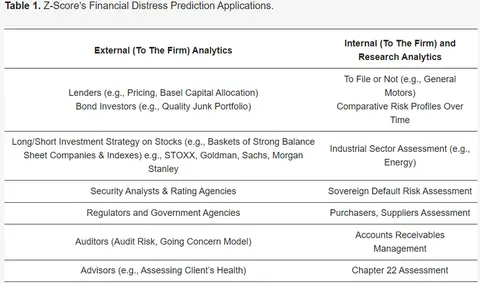 Table 1. Z-Score's Financial Distress Prediction Applications.
External (To The Firm) Analytics
Internal (To The Firm) and
Research Analytics
Lenders (e.g., Pricing, Basel Capital Allocation)
Bond Investors (e.g., Quality Junk Portfolio)
To File or Not (e.g., General
Motors)
Comparative Risk Profiles Over
Time
Long/Short Investment Strategy on Stocks (e.g., Baskets of Strong Balance
Sheet Companies & Indexes) e.g., STOXX, Goldman, Sachs, Morgan
Stanley
Industrial Sector Assessment (e.g.,
Energy)
Security Analysts & Rating Agencies
Sovereign Default Risk Assessment
Regulators and Government Agencies
Purchasers, Suppliers Assessment
Auditors (Audit Risk, Going Concern Model)
Accounts Receivables
Management
Advisors (e.g., Assessing Client's Health)
Chapter 22 Assessment